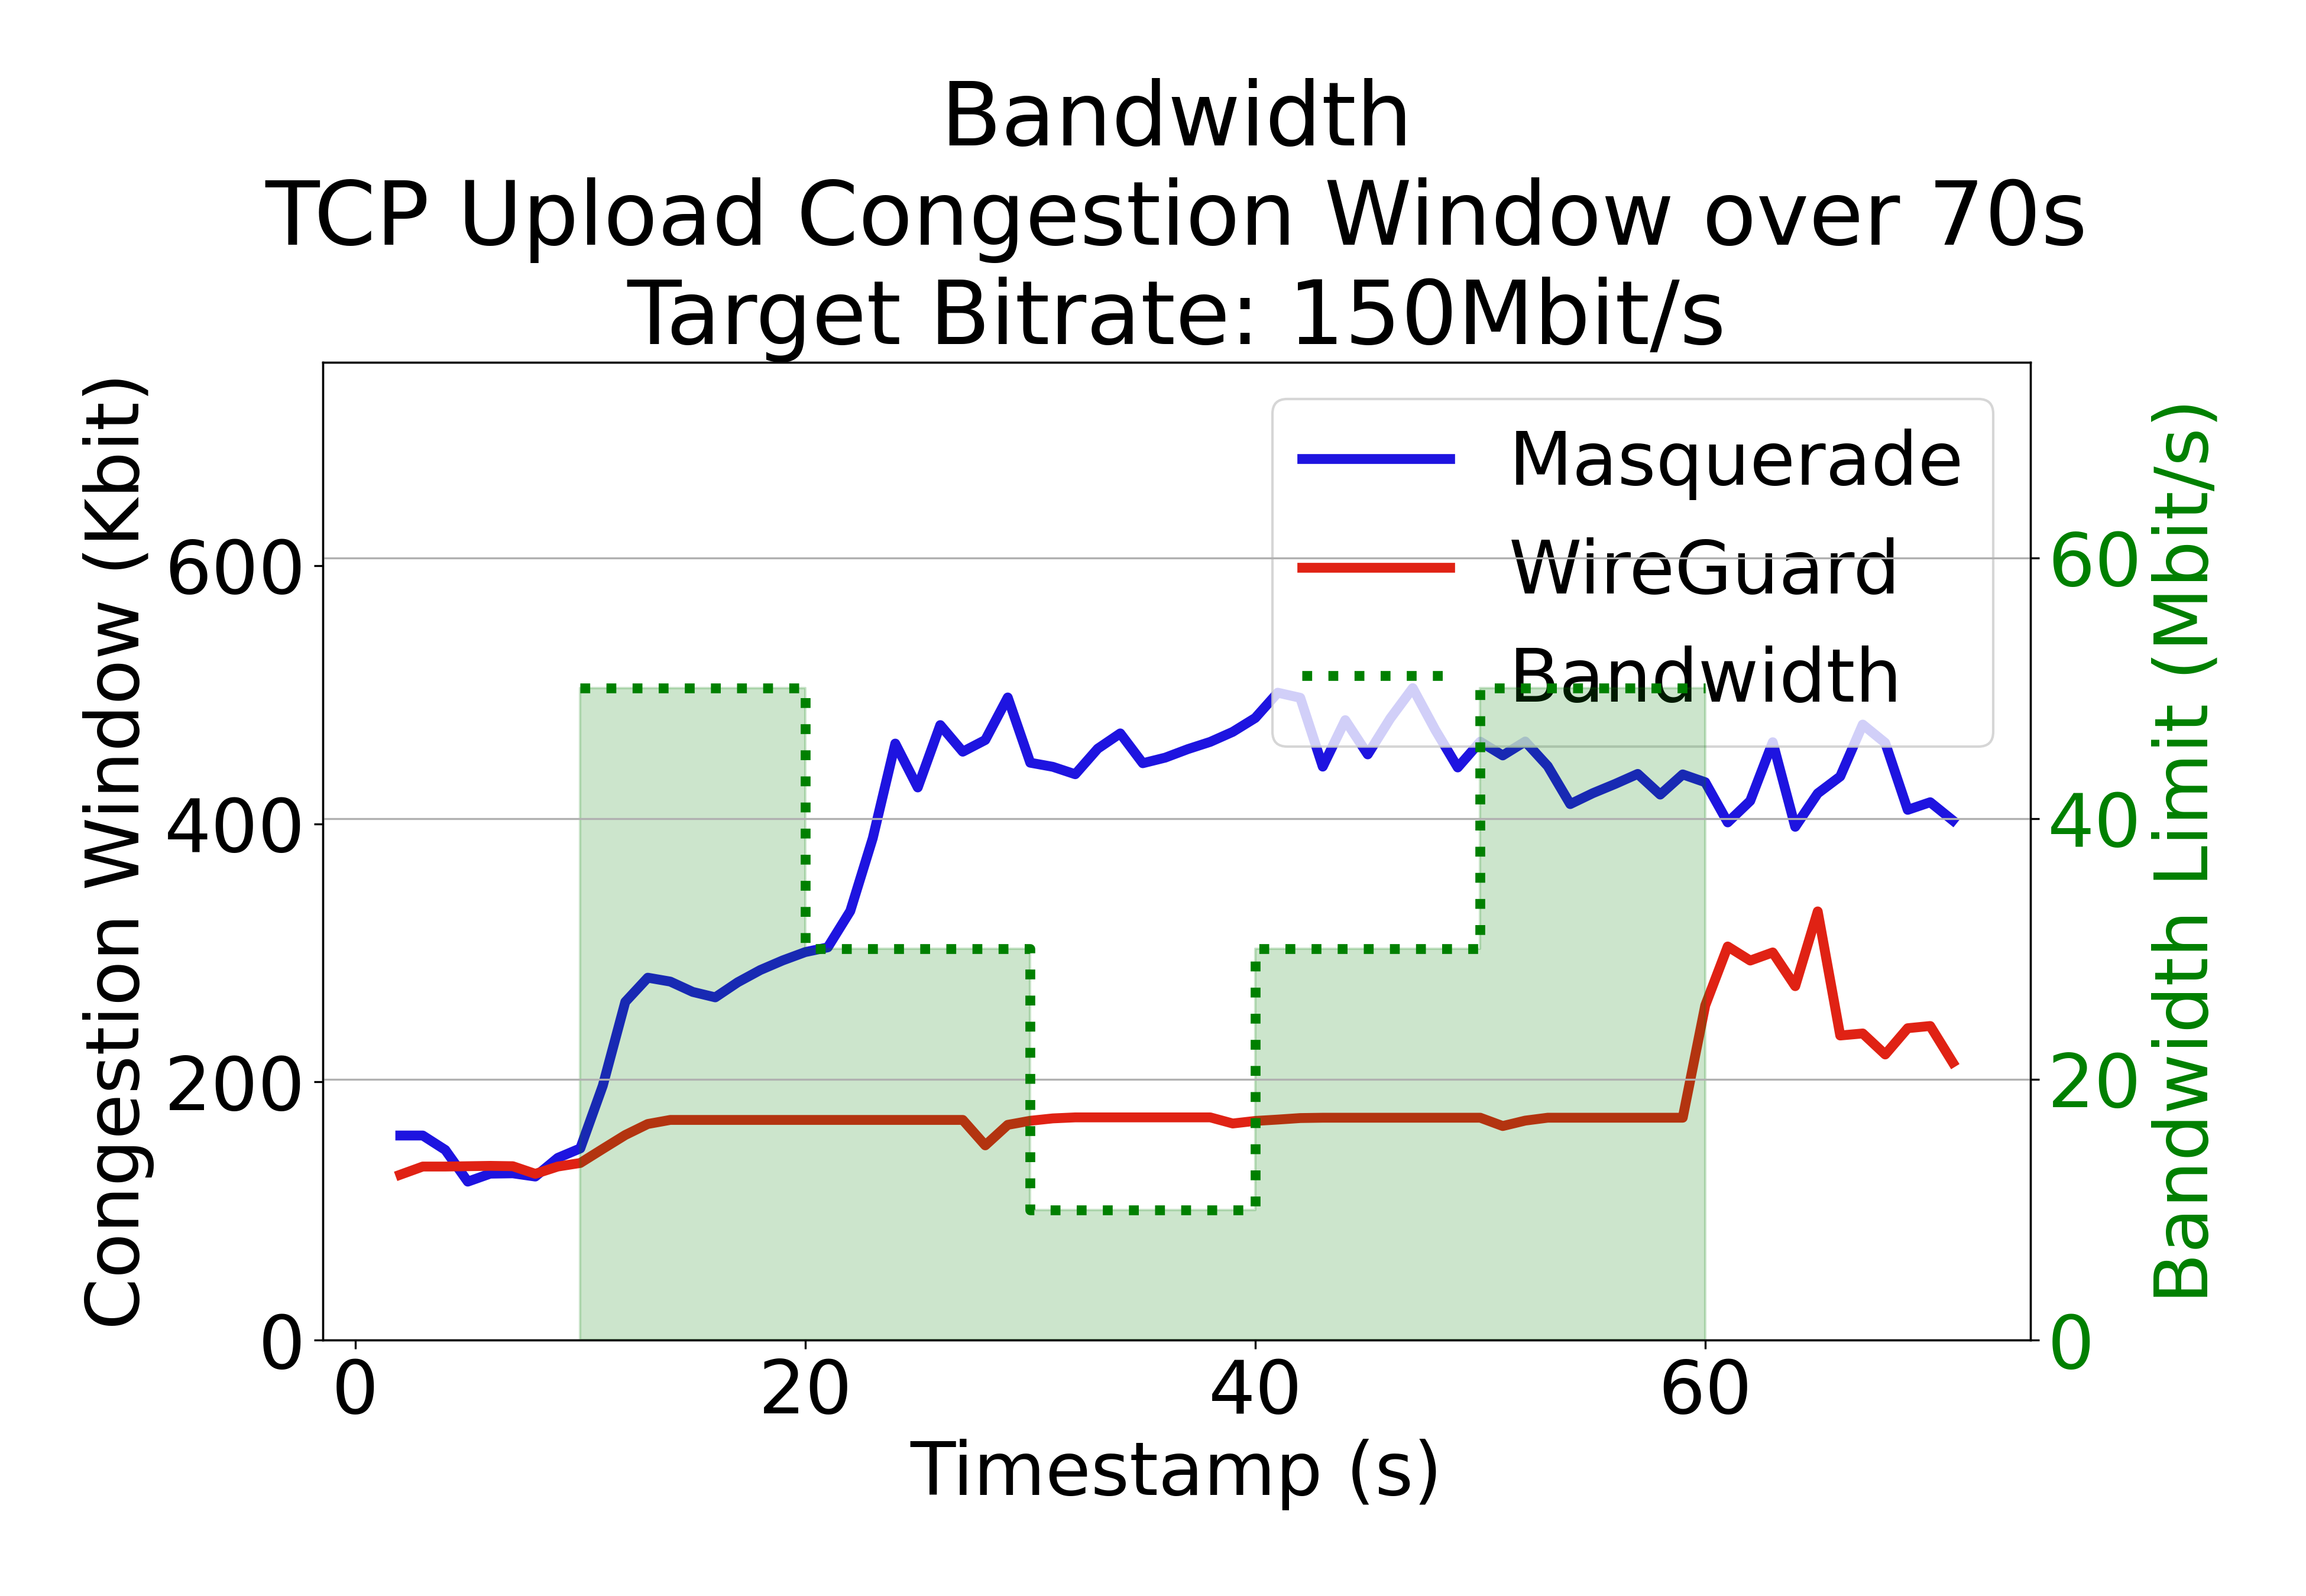 Bandwidth
TCP Upload Congestion Window over 70s
Target Bitrate: 150Mbit/s
Congestion Window (Kbit)
600
400
200
0
Masquerade
WireGuard
Bandwidth
60
40
20
0
Bandwidth Limit (Mbit/s)
0 20 40 60
Timestamp (s)